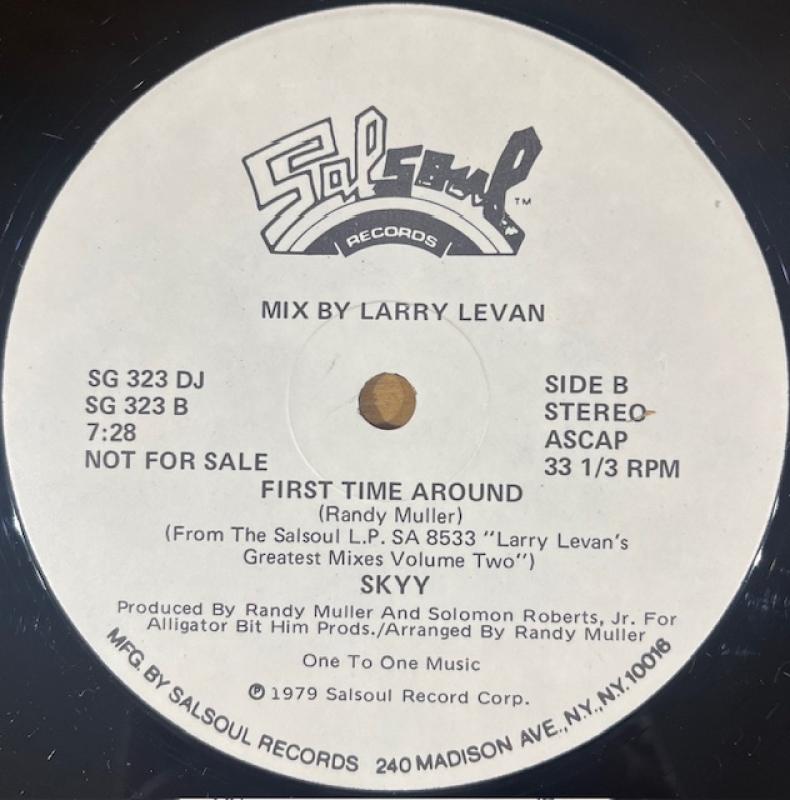 Salsoul TM
RECORDS
MIX BY LARRY LEVAN
SG 323 DJ
SG 323 B
7:28
NOT FOR SALE
SIDE B
STEREO
ASCAP
33 1/3 RPM
FIRST TIME AROUND
(Randy Muller)
(From The Salsoul L.P. SA 8533 "Larry Levan's
Greatest Mixes Volume Two")
SKYY
Produced By Randy Muller And Solomon Roberts, Jr. For
Alligator Bit Him Prods./Arranged By Randy Muller
One To One Music
℗ 1979 Salsoul Record Corp.
MFG. BY SALSOUL RECORDS 240 MADISON AVE., N.Y., N.Y. 10016